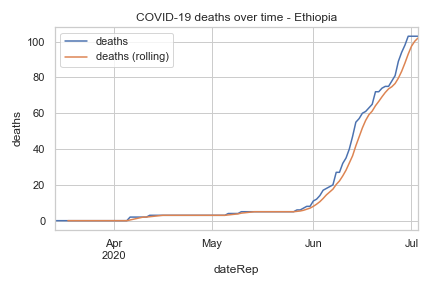 COVID-19 deaths over time - Ethiopia
deaths
deaths (rolling)
deaths
100
80
60
40
20
0
Apr
2020
May
Jun
Jul
dateRep